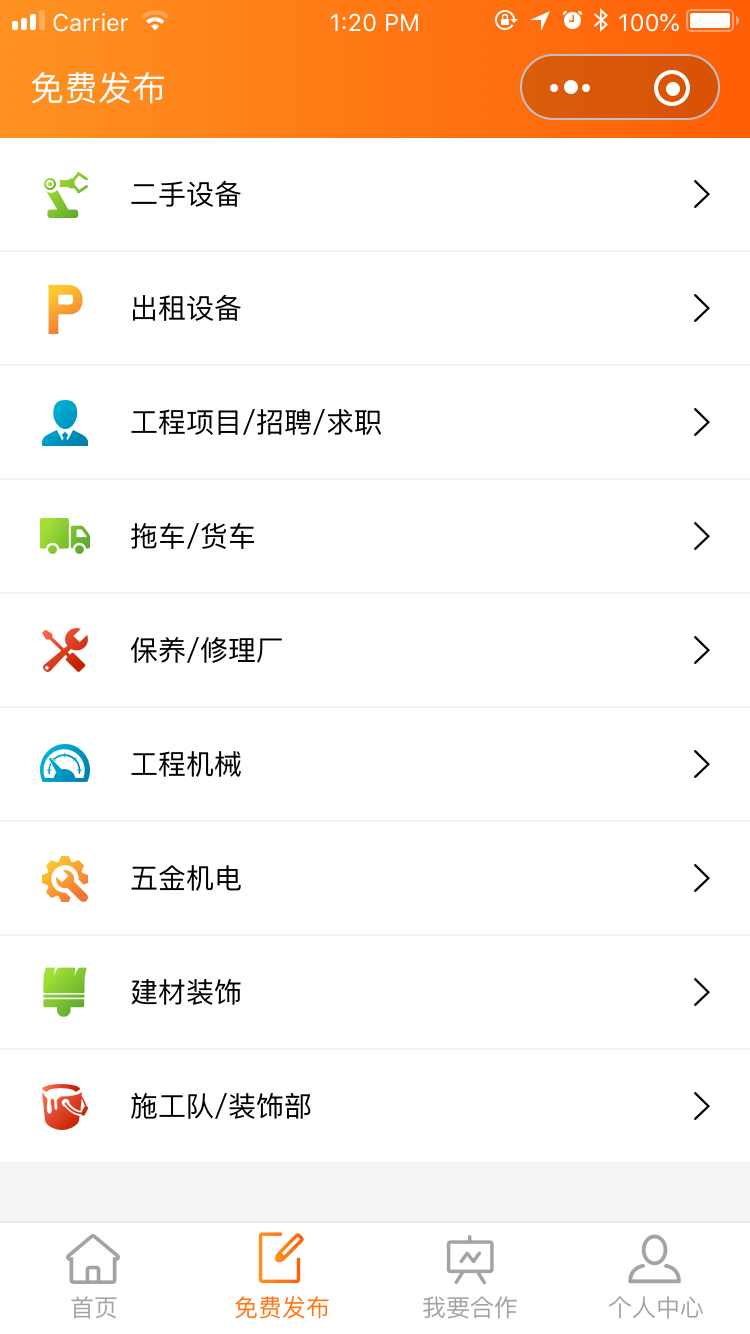 Carrier 1:20 PM 100%
免费发布
二手设备
出租设备
工程项目/招聘/求职
拖车/货车
保养/修理厂
工程机械
五金机电
建材装饰
施工队/装饰部
首页 免费发布 我要合作 个人中心